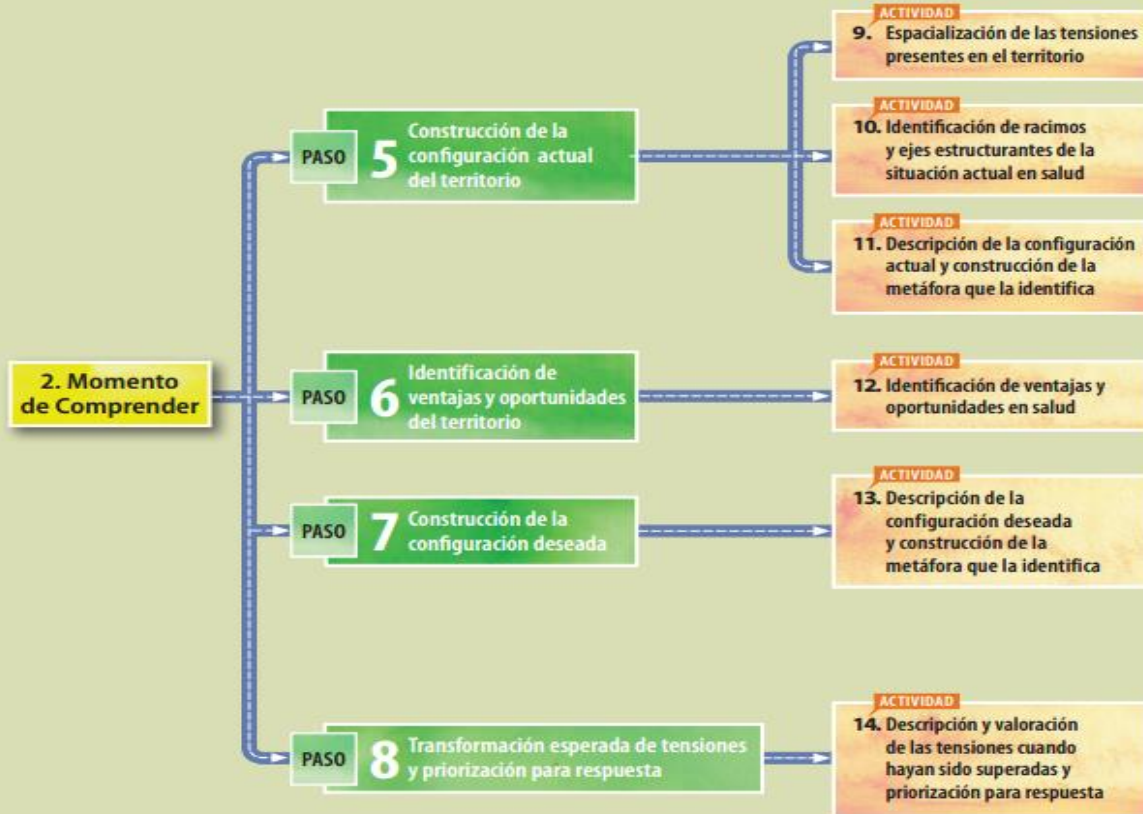 2. Momento
de Comprender
PASO
5
Construcción de la
configuración actual
del territorio
ACTIVIDAD
9. Espacialización de las tensiones
presentes en el territorio
ACTIVIDAD
10. Identificación de racimos
y ejes estructurantes de la
situación actual en salud
ACTIVIDAD
11. Descripción de la configuración
actual y construcción de la
metáfora que la identifica
PASO
6
Identificación de
ventajas y oportunidades
del territorio
ACTIVIDAD
12. Identificación de ventajas y
oportunidades en salud
PASO
7
Construcción de la
configuración deseada
ACTIVIDAD
13. Descripción de la
configuración deseada
y construcción de la
metáfora que la identifica
PASO
8
Transformación esperada de tensiones
y priorización para respuesta
ACTIVIDAD
14. Descripción y valoración
de las tensiones cuando
hayan sido superadas y
priorización para respuesta